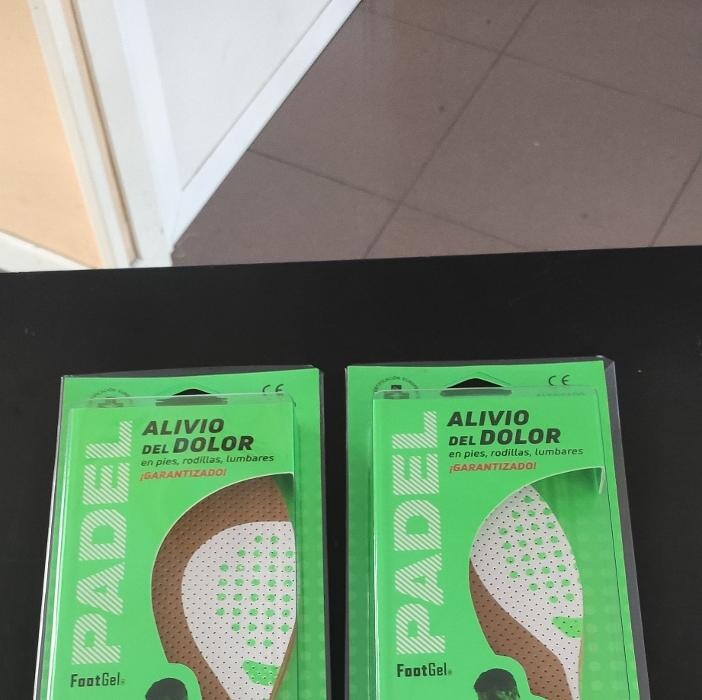 CE
PADEL
ALIVIO
DEL DOLOR
en pies, rodillas, lumbares
¡GARANTIZADO!
FootGel®
CE
PADEL
ALIVIO
DEL DOLOR
en pies, rodillas, lumbares
¡GARANTIZADO!
FootGel®